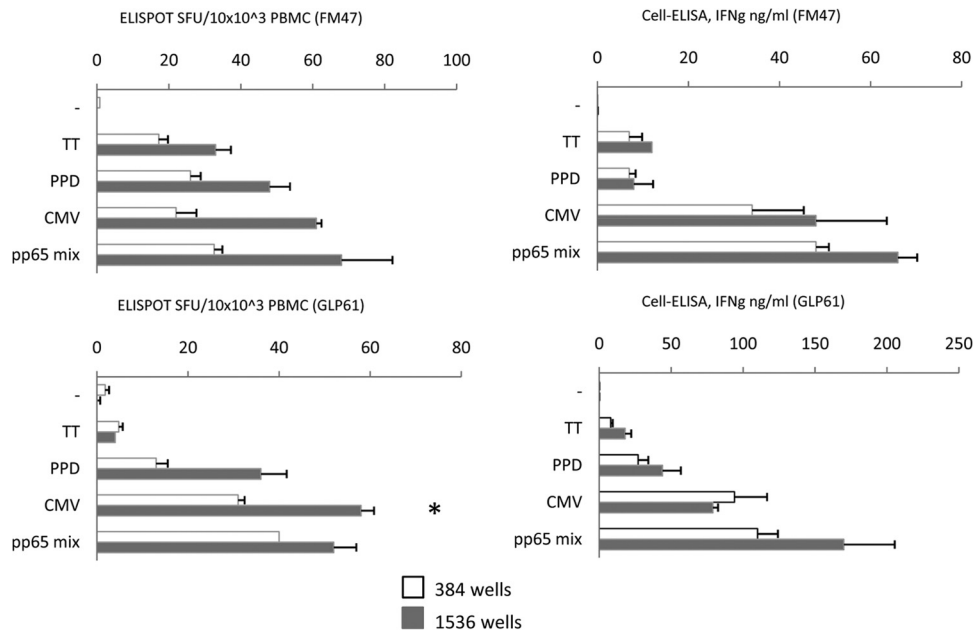 ELISPOT SFU/10x10^3 PBMC (FM47)
0 20 40 60 80 100
-
TT
PPD
CMV
pp65 mix
Cell-ELISA, IFNg ng/ml (FM47)
0 20 40 60 80
-
TT
PPD
CMV
pp65 mix
ELISPOT SFU/10x10^3 PBMC (GLP61)
0 20 40 60 80
-
TT
PPD
CMV *
pp65 mix
Cell-ELISA, IFNg ng/ml (GLP61)
0 50 100 150 200 250
-
TT
PPD
CMV
pp65 mix
384 wells
1536 wells